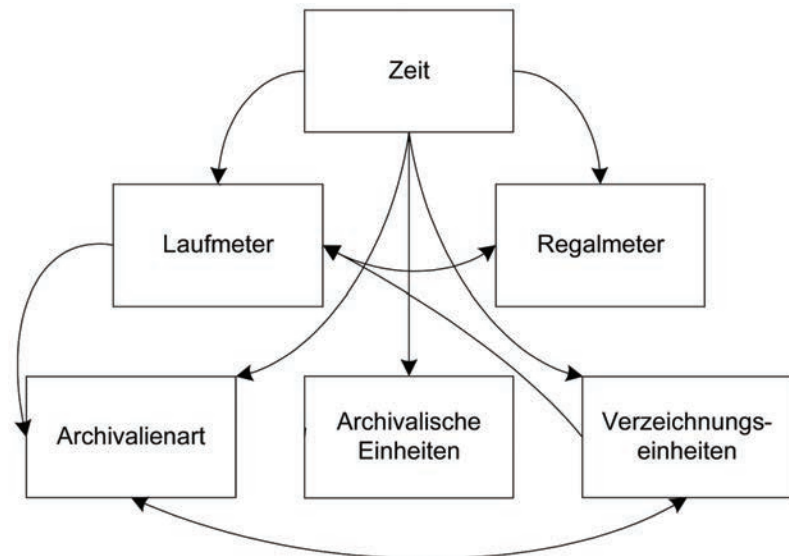 Zeit
Laufmeter
Regalmeter
Archivalienart
Archivalische
Einheiten
Verzeichnungs-
einheiten